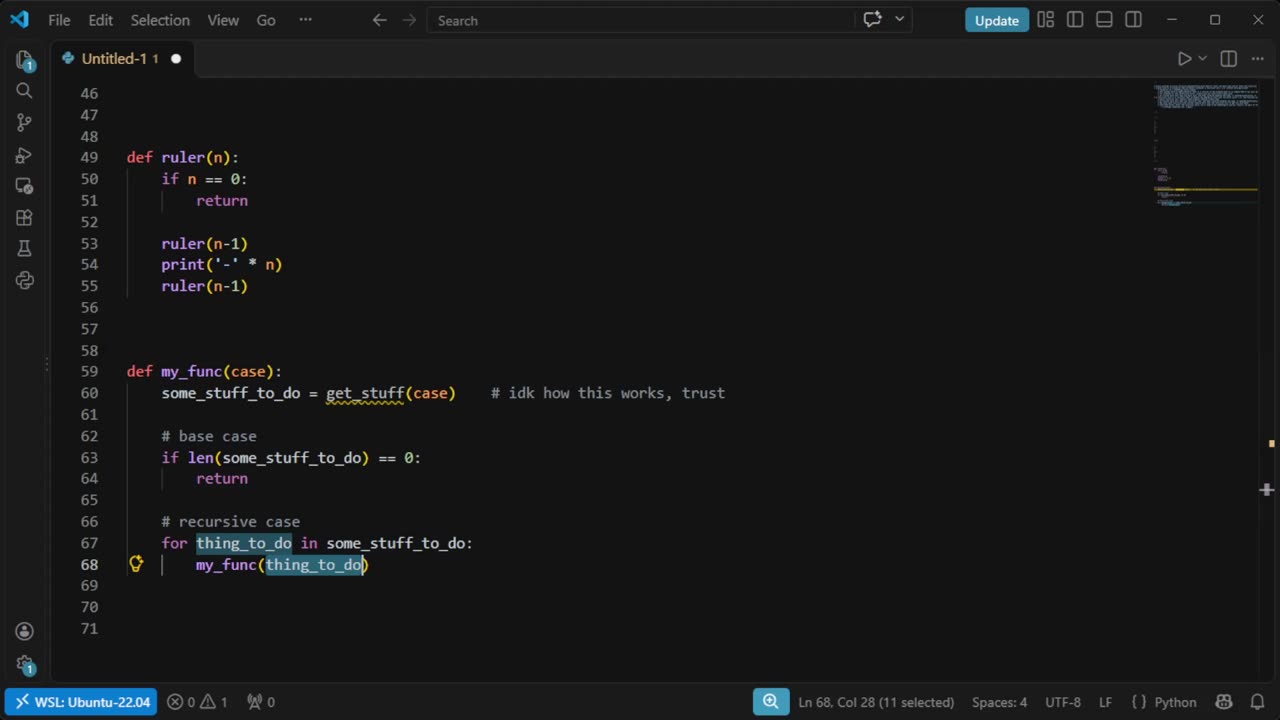 File Edit Selection View Go ··· Search Update
Untitled-1 1
46
47
48
49 def ruler(n):
50 if n == 0:
51 return
52
53 ruler(n-1)
54 print('-' * n)
55 ruler(n-1)
56
57
58
59 def my_func(case):
60 some_stuff_to_do = get_stuff(case) # idk how this works, trust
61
62 # base case
63 if len(some_stuff_to_do) == 0:
64 return
65
66 # recursive case
67 for thing_to_do in some_stuff_to_do:
68 my_func(thing_to_do)
69
70
71
1
1
WSL: Ubuntu-22.04 0 1 0 Ln 68, Col 28 (11 selected) Spaces: 4 UTF-8 LF { } Python